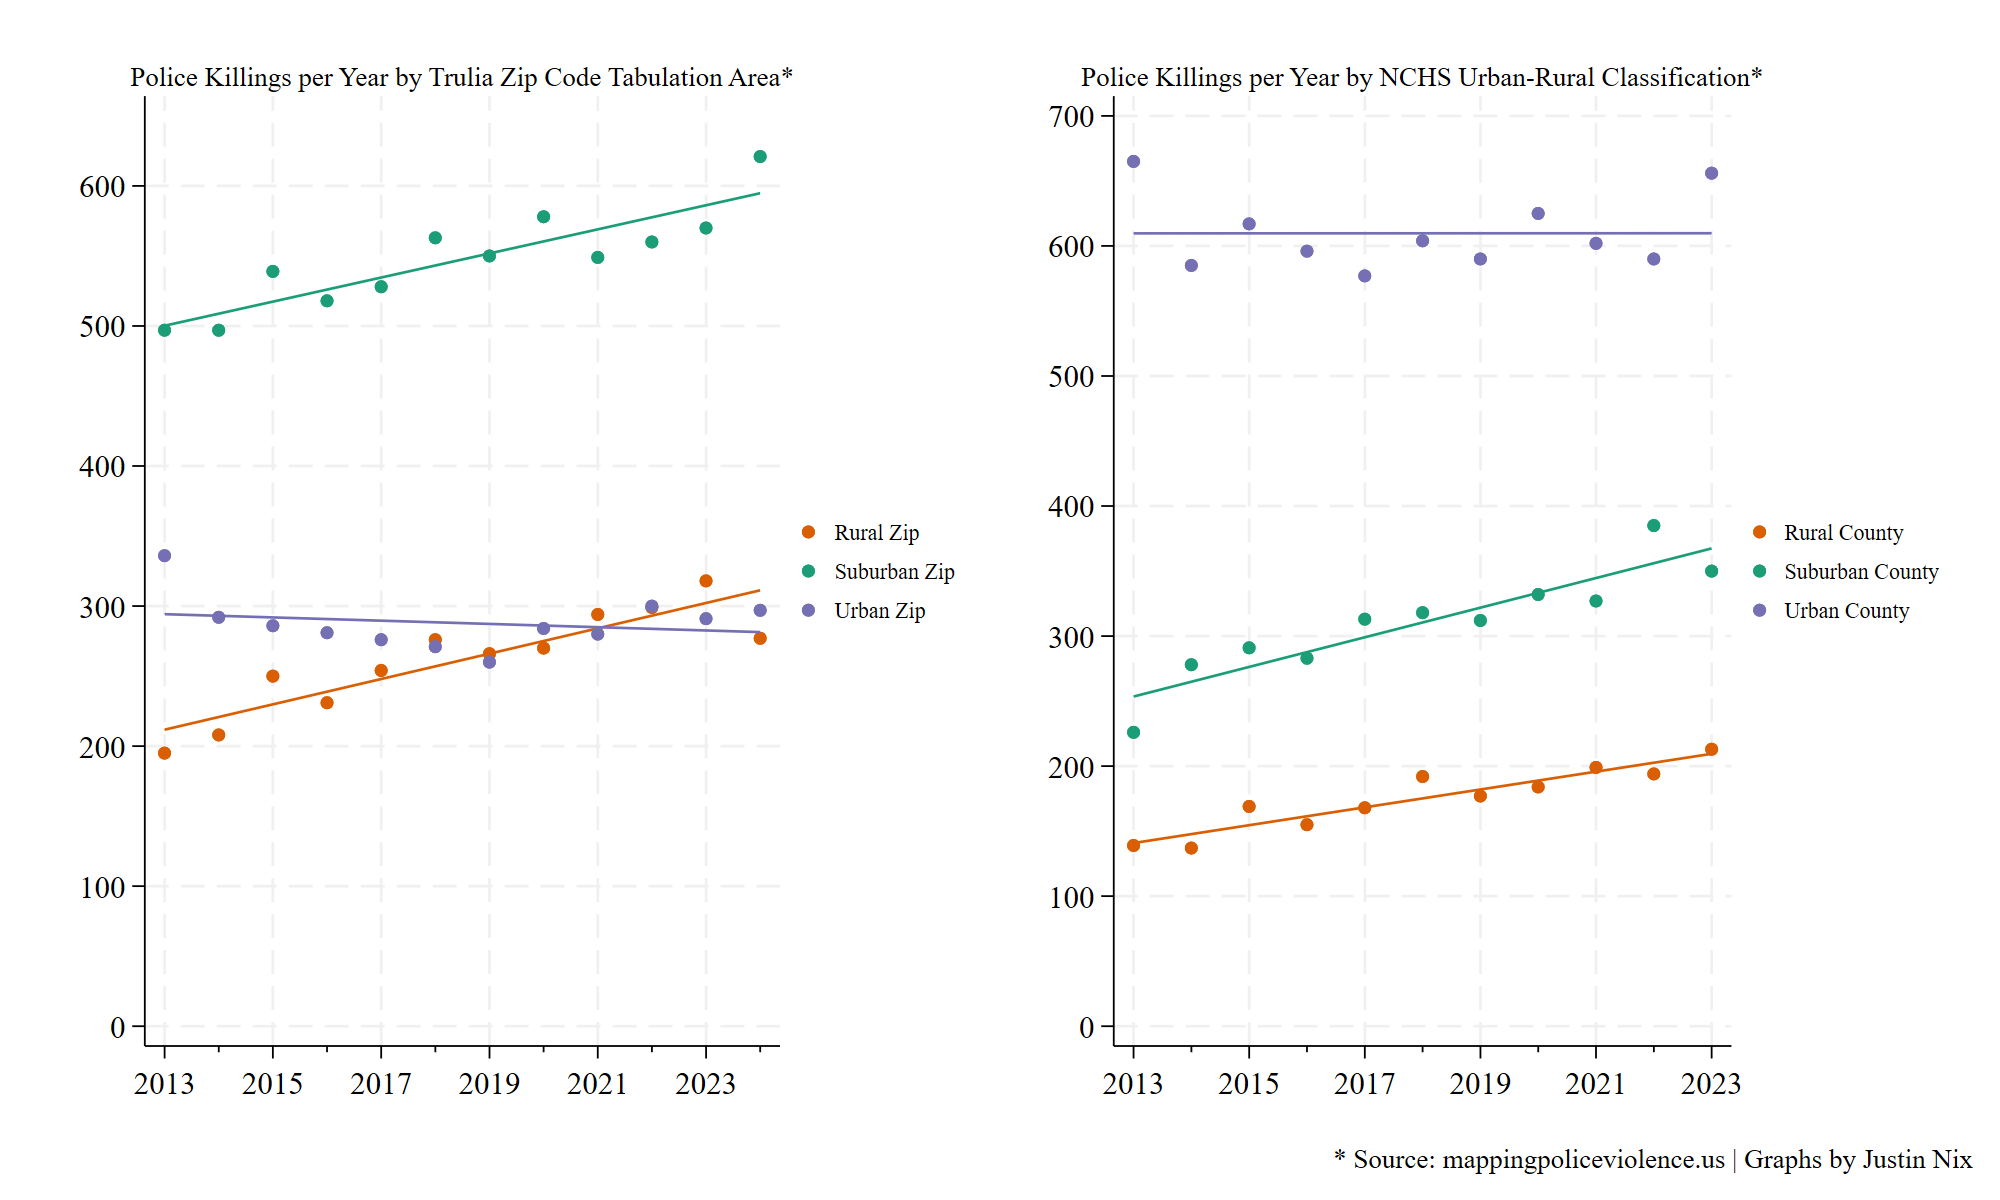 Police Killings per Year by Trulia Zip Code Tabulation Area*
600
500
400
300
200
100
0
2013 2015 2017 2019 2021 2023
Rural Zip
Suburban Zip
Urban Zip
Police Killings per Year by NCHS Urban-Rural Classification*
700
600
500
400
300
200
100
0
2013 2015 2017 2019 2021 2023
Rural County
Suburban County
Urban County
* Source: mappingpoliceviolence.us | Graphs by Justin Nix